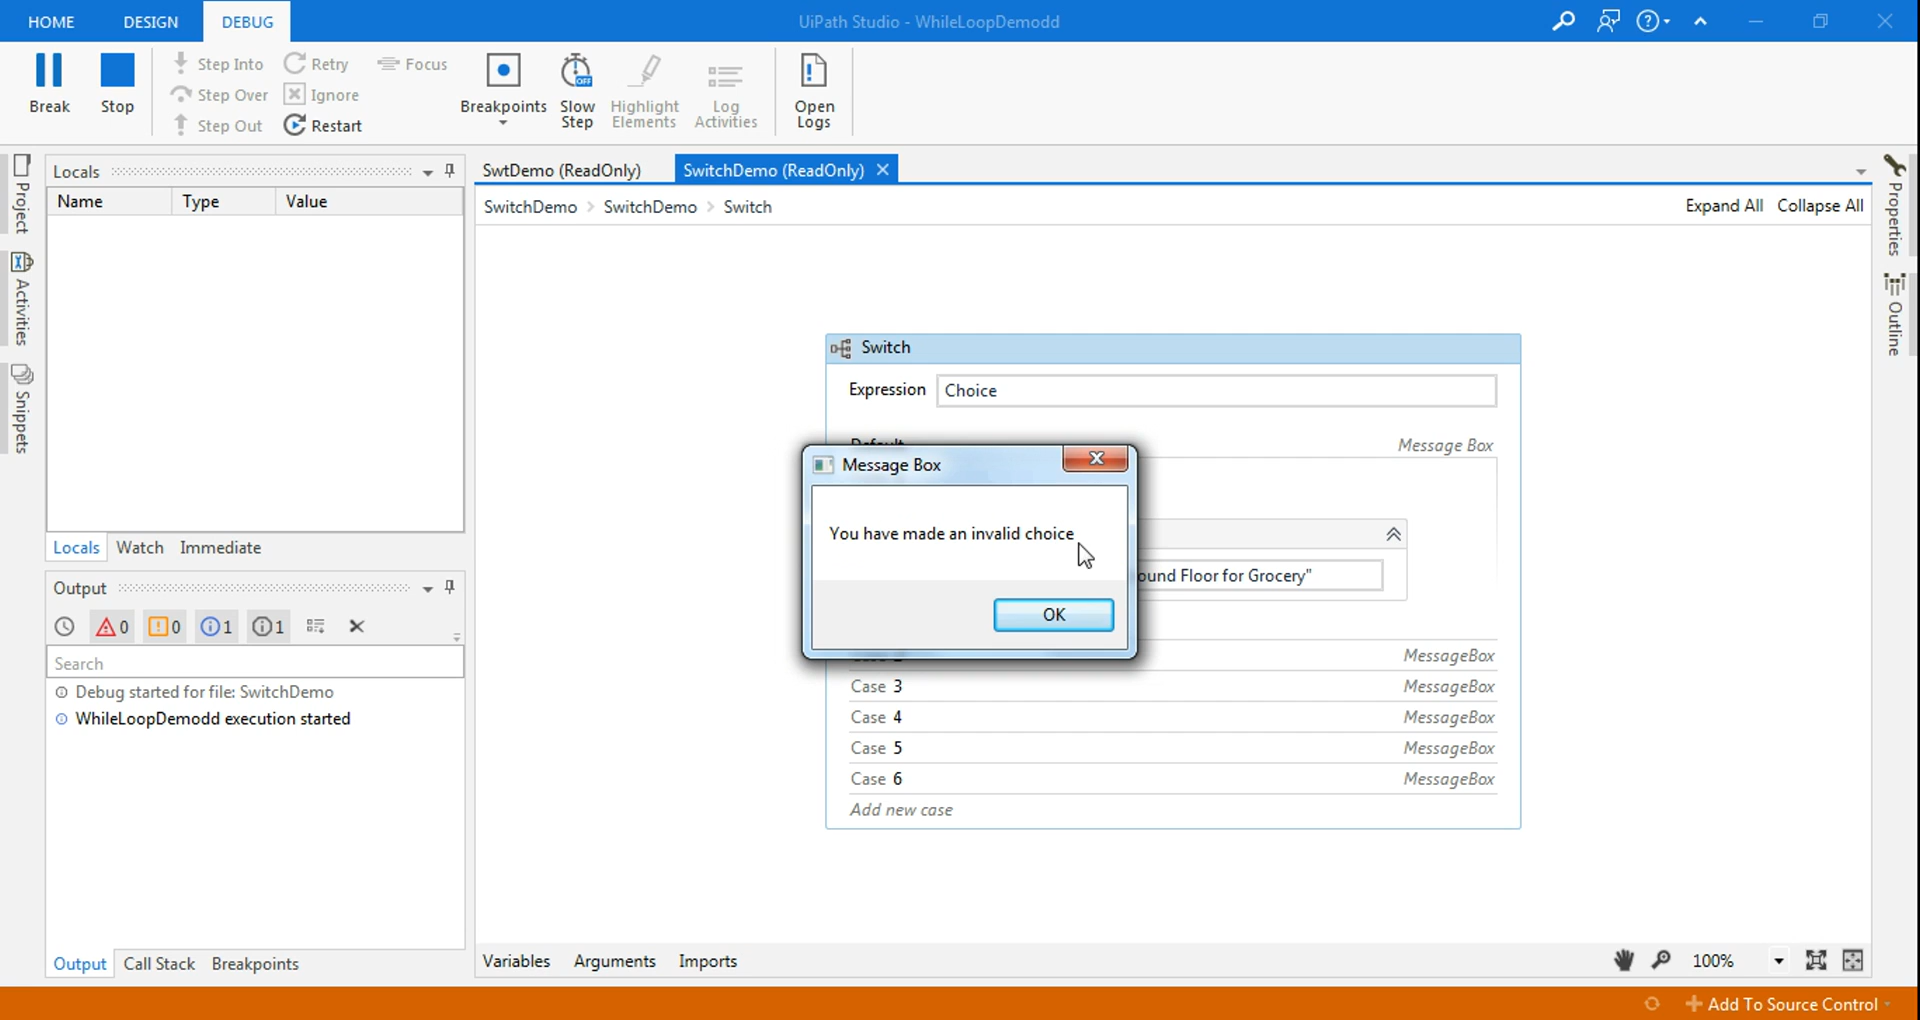 HOME DESIGN DEBUG UiPath Studio - WhileLoopDemodd
Break
Stop
Step Into
Step Over
Step Out
Retry
Ignore
Restart
Focus
Breakpoints
Slow Step
Highlight Elements
Log Activities
Open Logs
Project
Activities
Snippets
Locals
Name Type Value
Locals Watch Immediate
Output
0 0 1 1
Search
Debug started for file: SwitchDemo
WhileLoopDemodd execution started
Output Call Stack Breakpoints
SwtDemo (ReadOnly) SwitchDemo (ReadOnly)
SwitchDemo > SwitchDemo > Switch Expand All Collapse All
Switch
Expression Choice
Message Box
Message Box
You have made an invalid choice
ound Floor for Grocery"
OK
MessageBox
Case 3 MessageBox
Case 4 MessageBox
Case 5 MessageBox
Case 6 MessageBox
Add new case
Variables Arguments Imports 100%
Properties
Outline
Add To Source Control